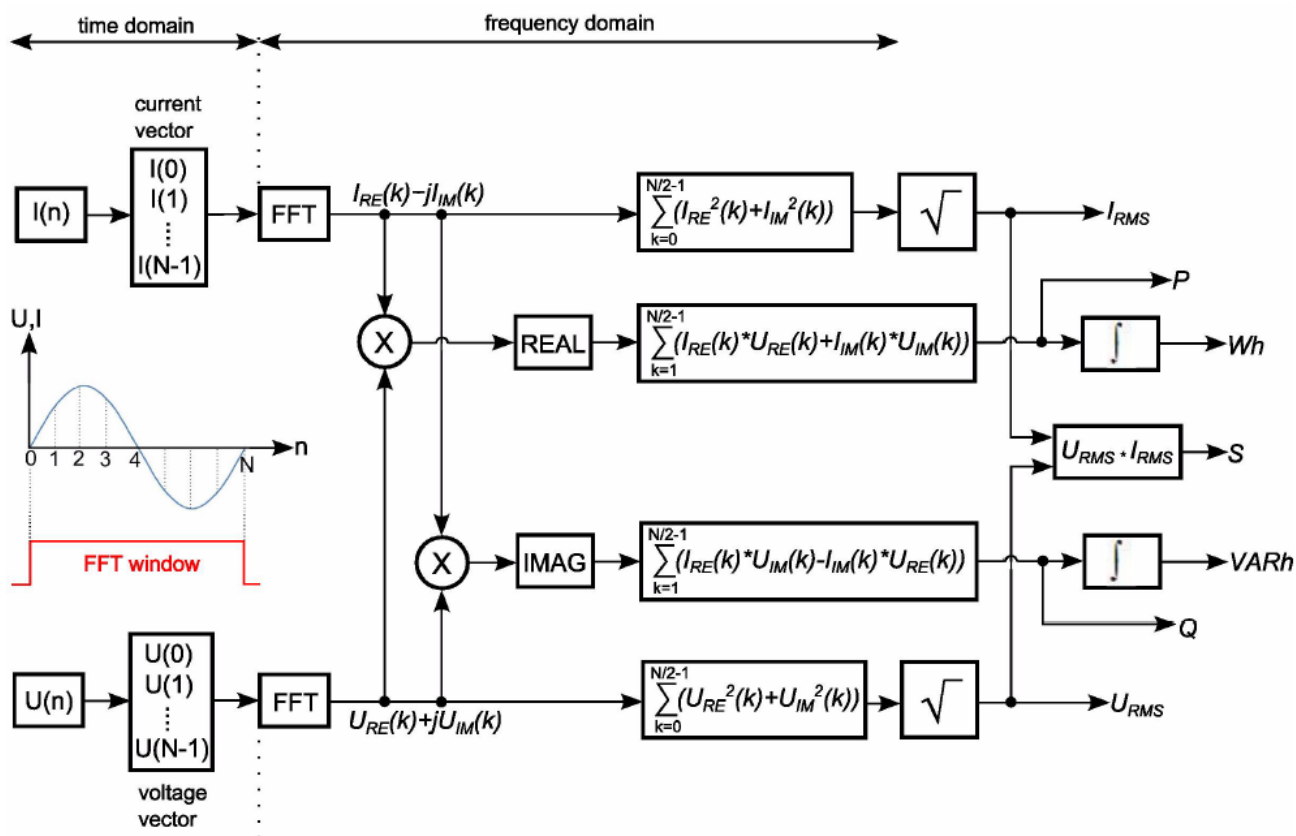 time domain
frequency domain
current
vector
I(n)
I(0)
I(1)
I(N-1)
FFT
I_RE(k)−jI_IM(k)
N/2-1
∑(I_RE²(k)+I_IM²(k))
k=0
√
I_RMS
P
X
REAL
N/2-1
∑(I_RE(k)*U_RE(k)+I_IM(k)*U_IM(k))
k=1
∫
Wh
U,I
0 1 2 3 4 N
n
FFT window
U_RMS * I_RMS
S
X
IMAG
N/2-1
∑(I_RE(k)*U_IM(k)-I_IM(k)*U_RE(k))
k=1
∫
VARh
Q
U(n)
U(0)
U(1)
U(N-1)
voltage
vector
FFT
U_RE(k)+jU_IM(k)
N/2-1
∑(U_RE²(k)+U_IM²(k))
k=0
√
U_RMS